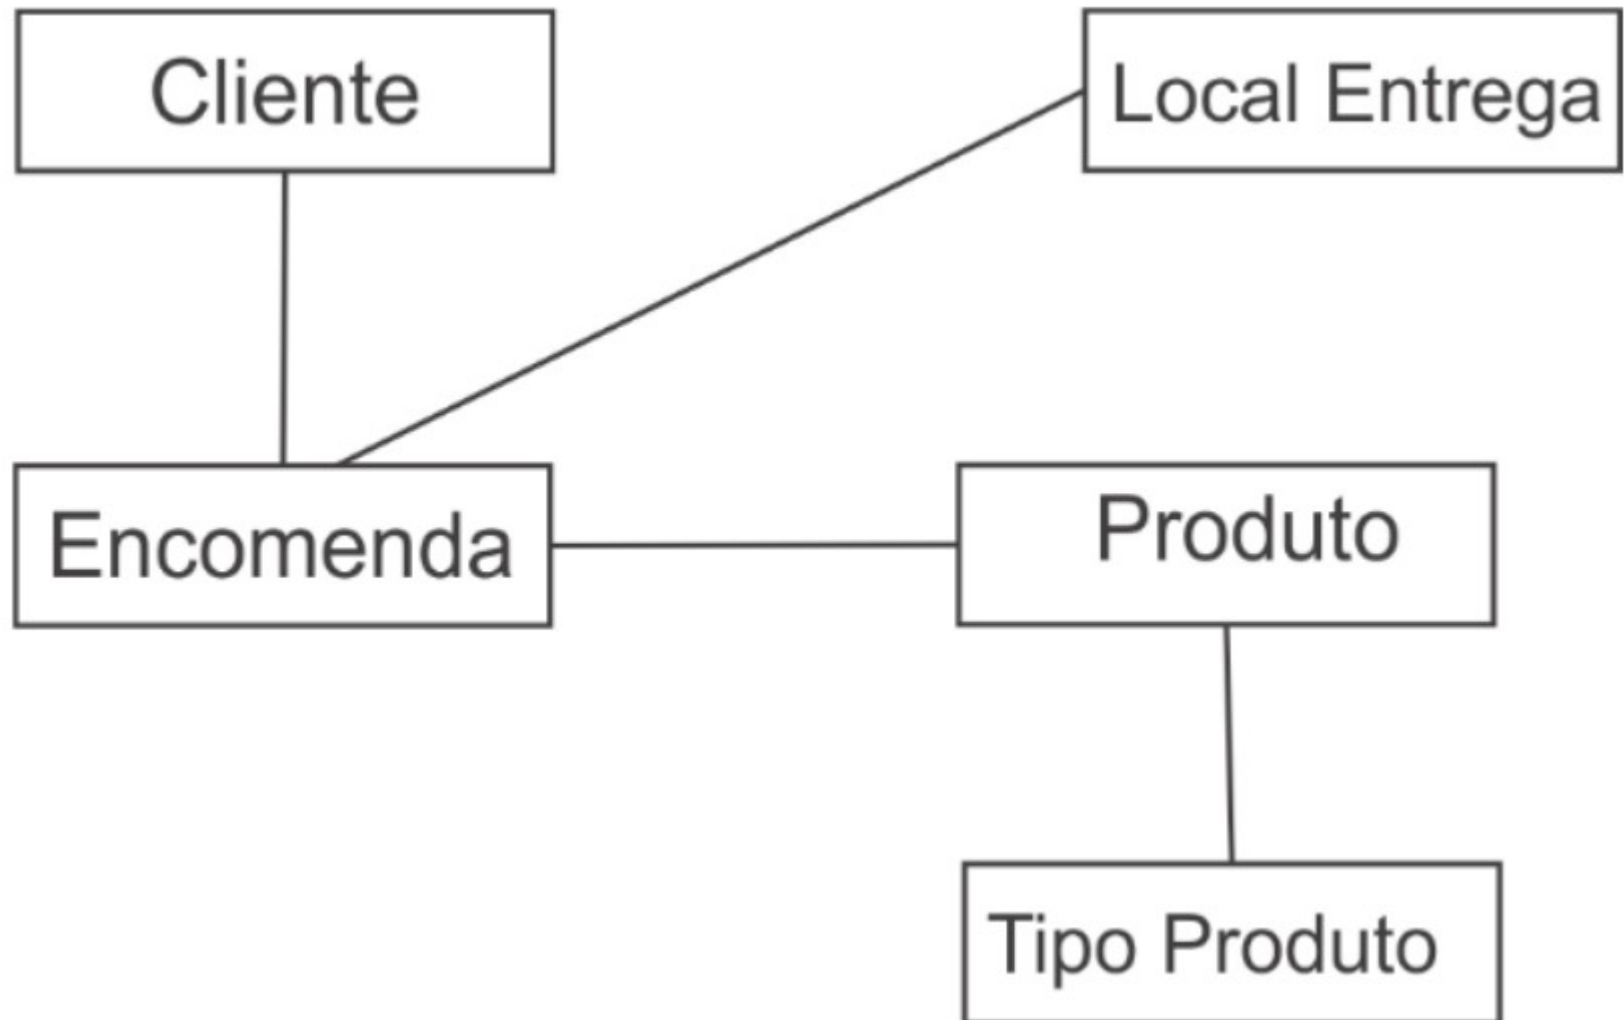 Cliente
Local Entrega
Encomenda
Produto
Tipo Produto